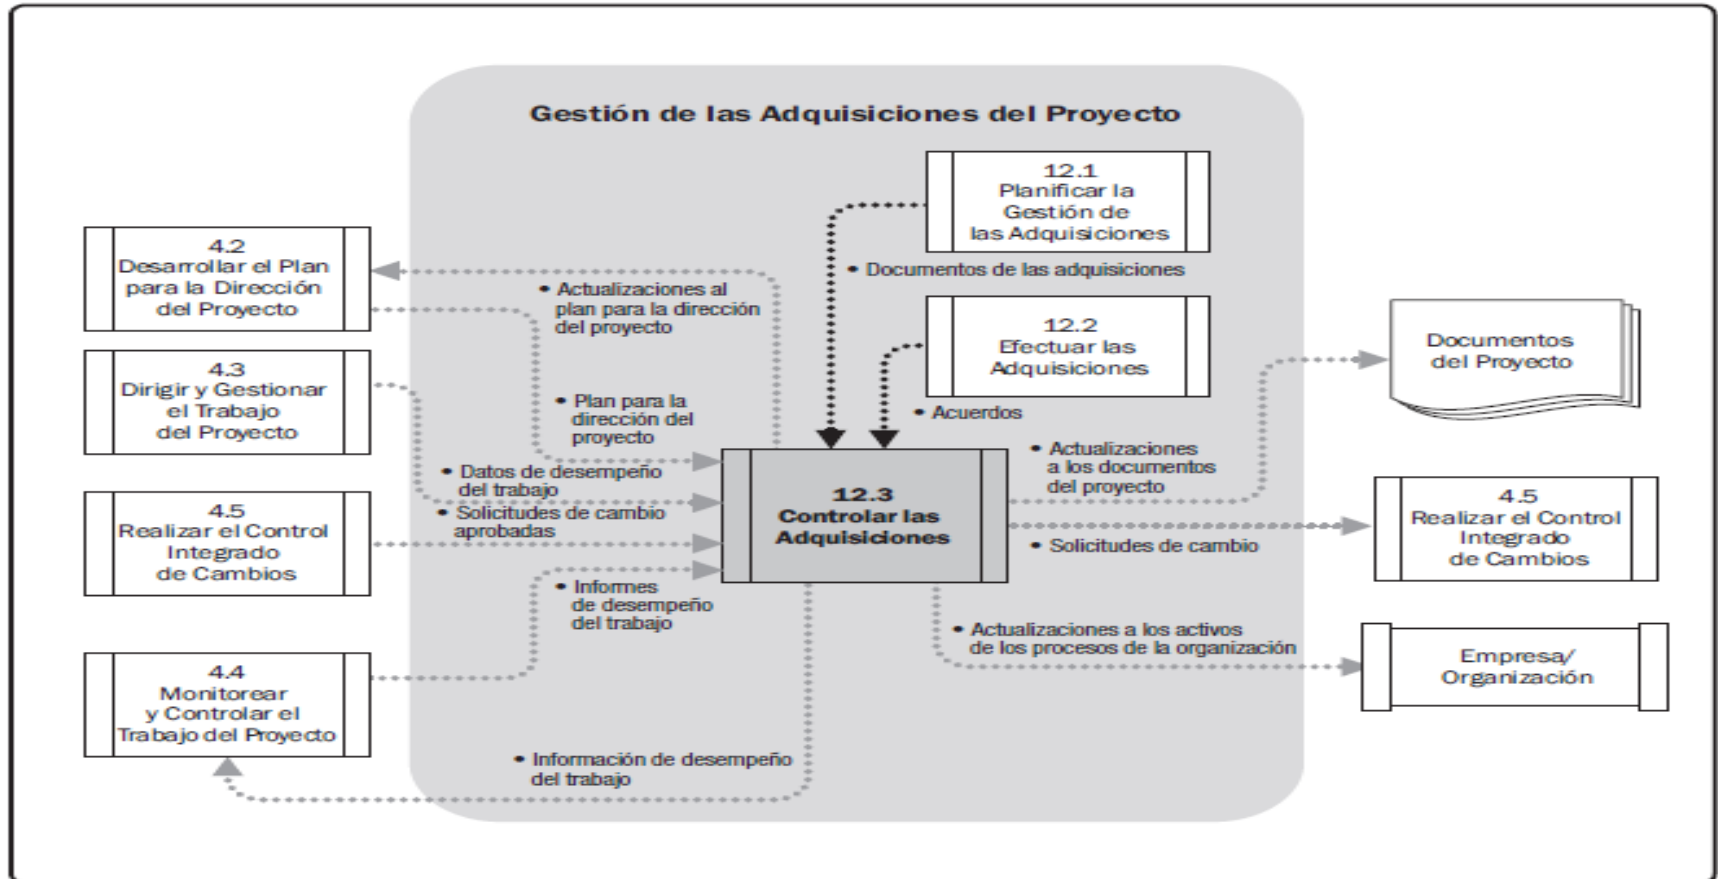 Gestión de las Adquisiciones del Proyecto
12.1
Planificar la
Gestión de
las Adquisiciones
• Documentos de las adquisiciones
12.2
Efectuar las
Adquisiciones
• Acuerdos
4.2
Desarrollar el Plan
para la Dirección
del Proyecto
• Actualizaciones al
plan para la dirección
del proyecto
4.3
Dirigir y Gestionar
el Trabajo
del Proyecto
• Plan para la
dirección del
proyecto
• Datos de desempeño
del trabajo
• Solicitudes de cambio
aprobadas
4.5
Realizar el Control
Integrado
de Cambios
• Informes
de desempeño
del trabajo
4.4
Monitorear
y Controlar el
Trabajo del Proyecto
• Información de desempeño
del trabajo
12.3
Controlar las
Adquisiciones
• Actualizaciones
a los documentos
del proyecto
Documentos
del Proyecto
• Solicitudes de cambio
4.5
Realizar el Control
Integrado
de Cambios
• Actualizaciones a los activos
de los procesos de la organización
Empresa/
Organización